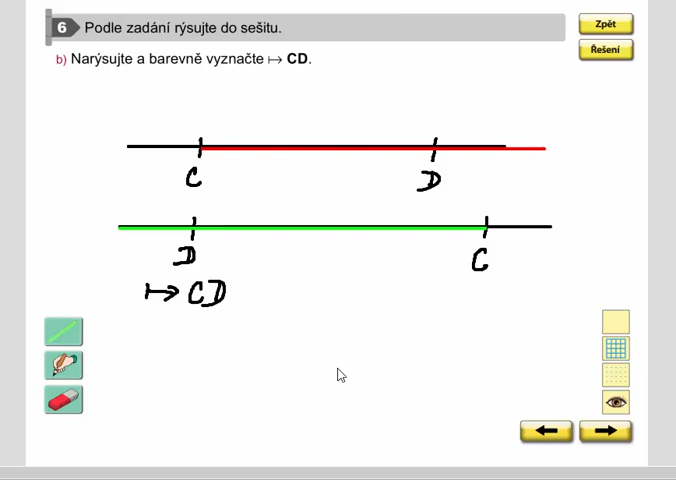 6 Podle zadání rýsujte do sešitu.
Zpět
Řešení
b) Narýsujte a barevně vyznačte ↦ CD.
C D
D C
↦ CD